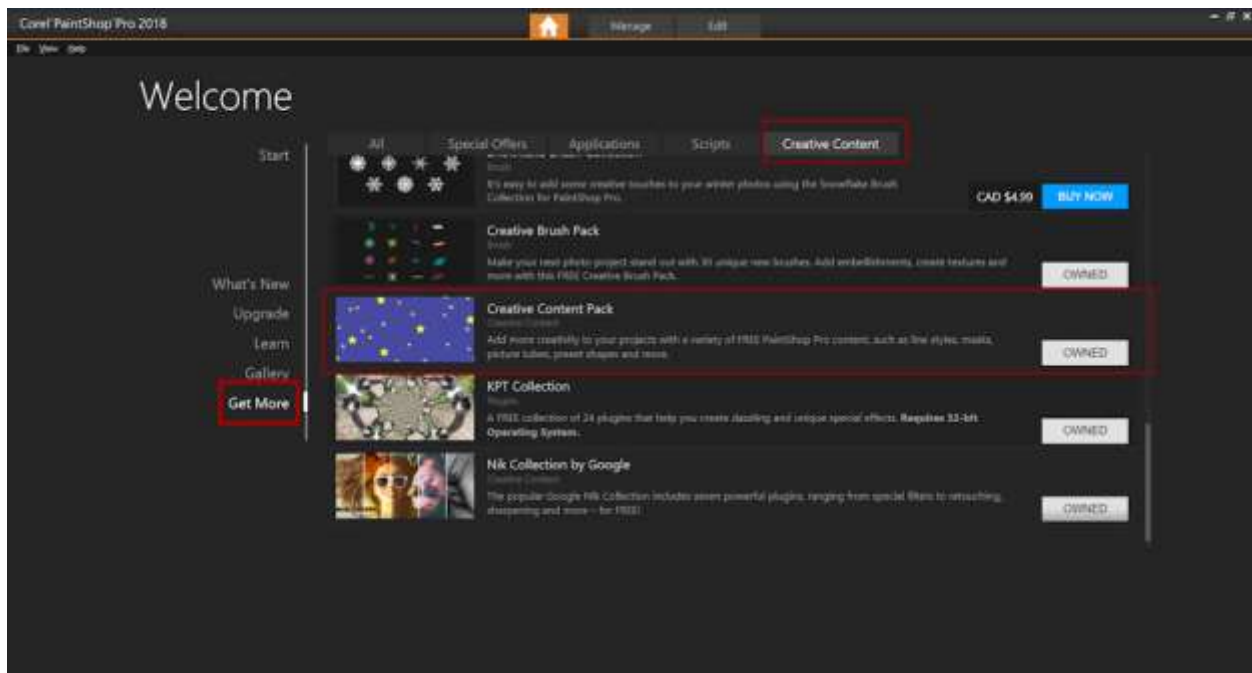 Corel PaintShop Pro 2018
Manage
Edit
File View Help
Welcome
Start
What's New
Upgrade
Learn
Gallery
Get More
All
Special Offers
Applications
Scripts
Creative Content
Brush
It's easy to add some creative touches to your winter photos using the Snowflake Brush
Collection for PaintShop Pro.
CAD $4.99
BUY NOW
Creative Brush Pack
Brush
Make your next photo project stand out with unique new brushes. Add embellishments, create textures and
more with this FREE Creative Brush Pack.
OWNED
Creative Content Pack
Creative Content
Add more creativity to your projects with a variety of FREE PaintShop Pro content, such as line styles, masks,
picture tubes, preset shapes and more.
OWNED
KPT Collection
Plugins
A FREE collection of 24 plugins that help you create dazzling and unique special effects. Requires 32-bit
Operating System.
OWNED
Nik Collection by Google
Creative Content
The popular Google Nik Collection includes seven powerful plugins, ranging from special filters to retouching,
sharpening and more – for FREE!
OWNED